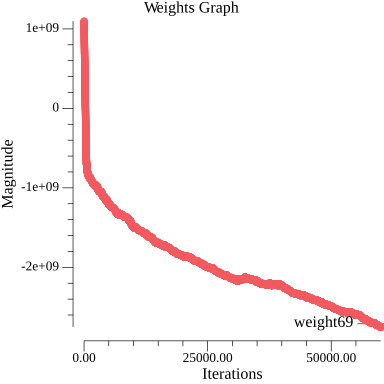 Weights Graph
1e+09
0
-1e+09
-2e+09
Magnitude
weight69
0.00
25000.00
50000.00
Iterations